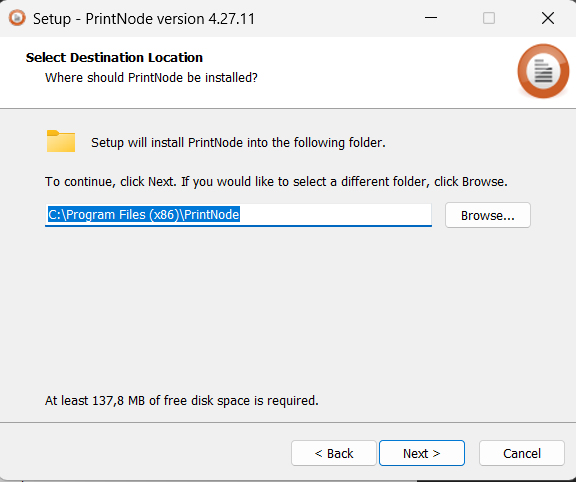 Setup - PrintNode version 4.27.11
Select Destination Location
Where should PrintNode be installed?
Setup will install PrintNode into the following folder.
To continue, click Next. If you would like to select a different folder, click Browse.
C:\Program Files (x86)\PrintNode
Browse...
At least 137,8 MB of free disk space is required.
< Back
Next >
Cancel